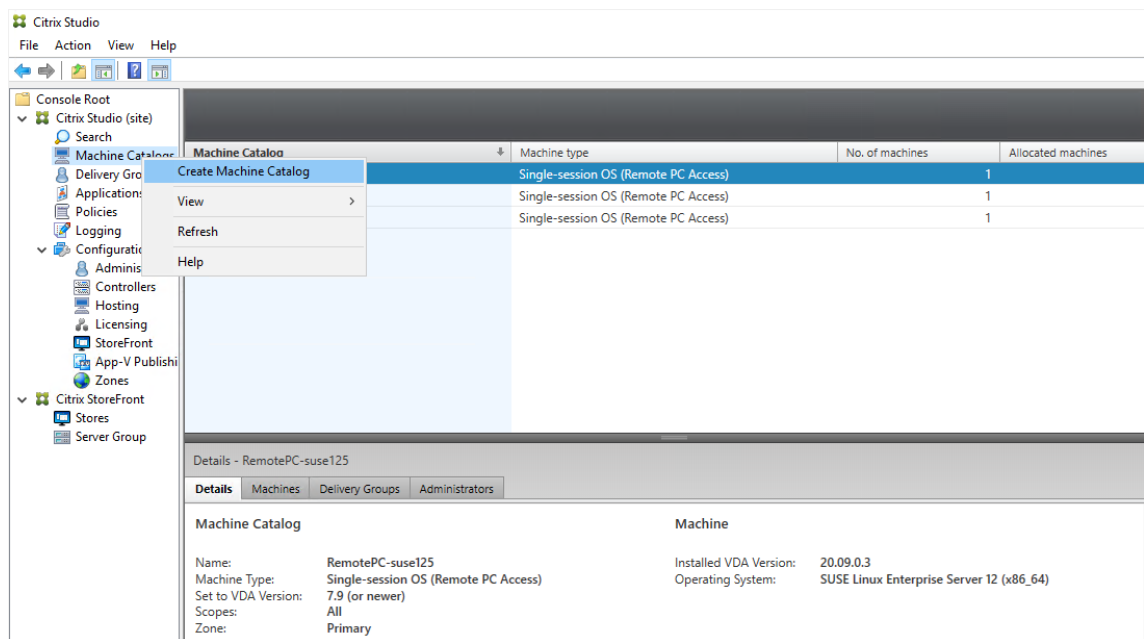 Citrix Studio
File Action View Help
Console Root
Citrix Studio (site)
Search
Machine Catalogs
Delivery Gro
Applications
Policies
Logging
Configuratio
Adminis
Controllers
Hosting
Licensing
StoreFront
App-V Publishi
Zones
Citrix StoreFront
Stores
Server Group
Create Machine Catalog
View
Refresh
Help
Machine Catalog Machine type No. of machines Allocated machines
Single-session OS (Remote PC Access) 1
Single-session OS (Remote PC Access) 1
Single-session OS (Remote PC Access) 1
Details - RemotePC-suse125
Details Machines Delivery Groups Administrators
Machine Catalog
Name: RemotePC-suse125
Machine Type: Single-session OS (Remote PC Access)
Set to VDA Version: 7.9 (or newer)
Scopes: All
Zone: Primary
Machine
Installed VDA Version: 20.09.0.3
Operating System: SUSE Linux Enterprise Server 12 (x86_64)